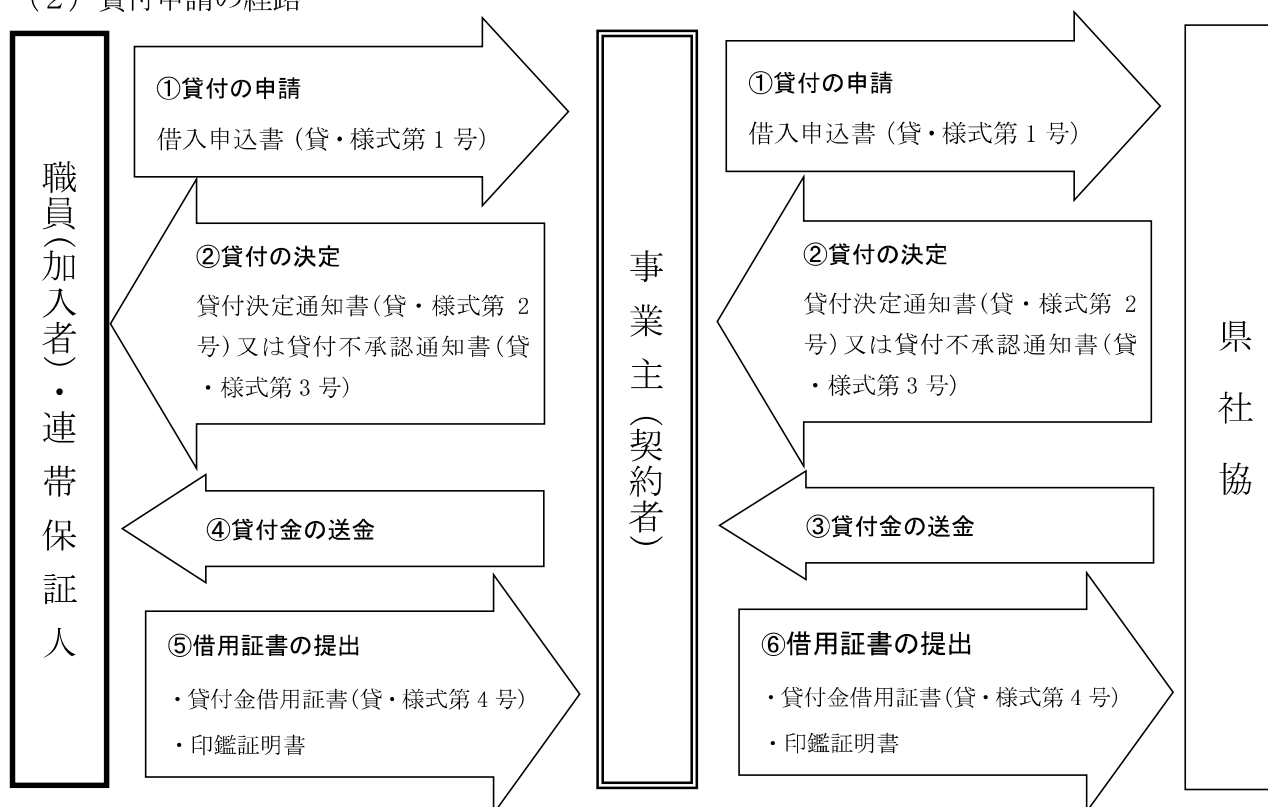 （２）貸付申請の経路
職員（加入者）・連帯保証人
①貸付の申請
借入申込書（貸・様式第１号）
②貸付の決定
貸付決定通知書（貸・様式第 2
号）又は貸付不承認通知書（貸
・様式第３号）
④貸付金の送金
⑤借用証書の提出
・貸付金借用証書（貸・様式第４号）
・印鑑証明書
事業主（契約者）
①貸付の申請
借入申込書（貸・様式第１号）
②貸付の決定
貸付決定通知書（貸・様式第 2
号）又は貸付不承認通知書（貸
・様式第３号）
③貸付金の送金
⑥借用証書の提出
・貸付金借用証書（貸・様式第４号）
・印鑑証明書
県社協